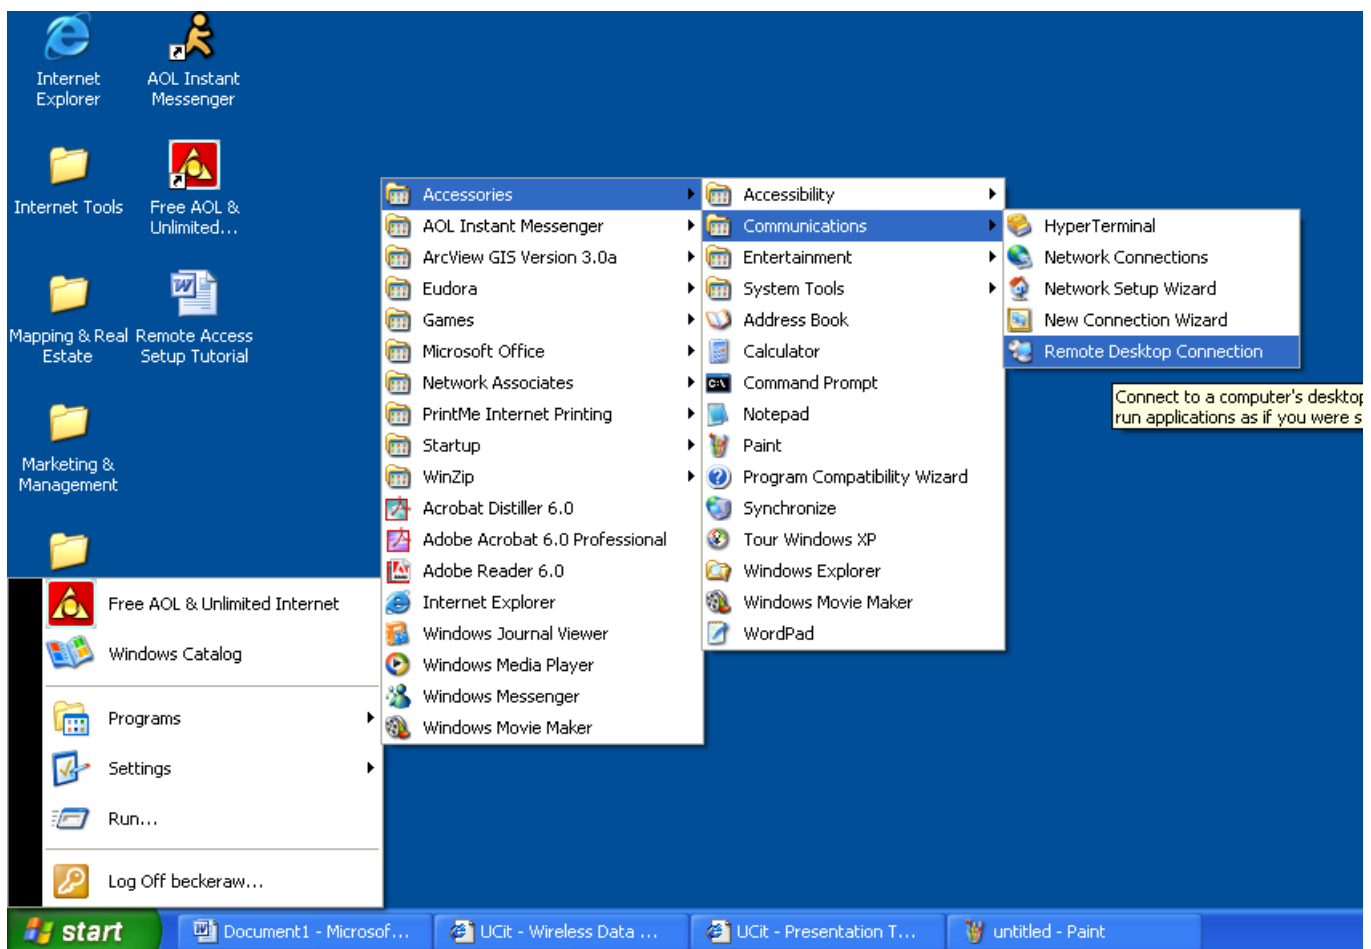 Internet
Explorer
AOL Instant
Messenger
Internet Tools
Free AOL &
Unlimited...
Mapping & Real
Estate
Remote Access
Setup Tutorial
Marketing &
Management
Free AOL & Unlimited Internet
Windows Catalog
Programs
Settings
Run...
Log Off beckeraw...
Accessories
AOL Instant Messenger
ArcView GIS Version 3.0a
Eudora
Games
Microsoft Office
Network Associates
PrintMe Internet Printing
Startup
WinZip
Acrobat Distiller 6.0
Adobe Acrobat 6.0 Professional
Adobe Reader 6.0
Internet Explorer
Windows Journal Viewer
Windows Media Player
Windows Messenger
Windows Movie Maker
Accessibility
Communications
Entertainment
System Tools
Address Book
Calculator
Command Prompt
Notepad
Paint
Program Compatibility Wizard
Synchronize
Tour Windows XP
Windows Explorer
Windows Movie Maker
WordPad
HyperTerminal
Network Connections
Network Setup Wizard
New Connection Wizard
Remote Desktop Connection
Connect to a computer's desktop
run applications as if you were s
start
Document1 - Microsof...
UCit - Wireless Data ...
UCit - Presentation T...
untitled - Paint